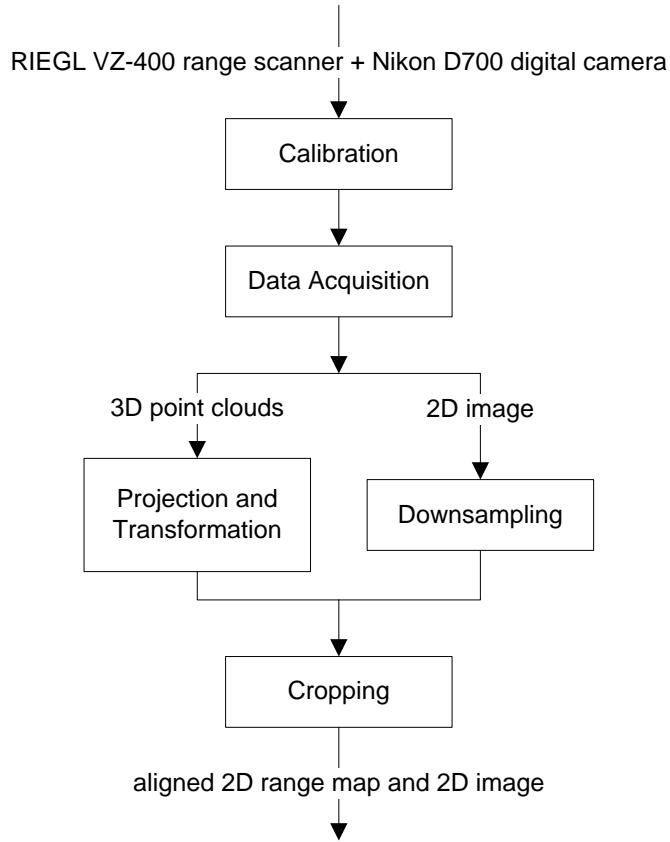 RIEGL VZ-400 range scanner + Nikon D700 digital camera
Calibration
Data Acquisition
3D point clouds
2D image
Projection and
Transformation
Downsampling
Cropping
aligned 2D range map and 2D image